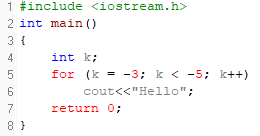 1 #include <iostream.h>
2 int main()
3 {
4     int k;
5     for (k = -3; k < -5; k++)
6         cout<<"Hello";
7     return 0;
8 }